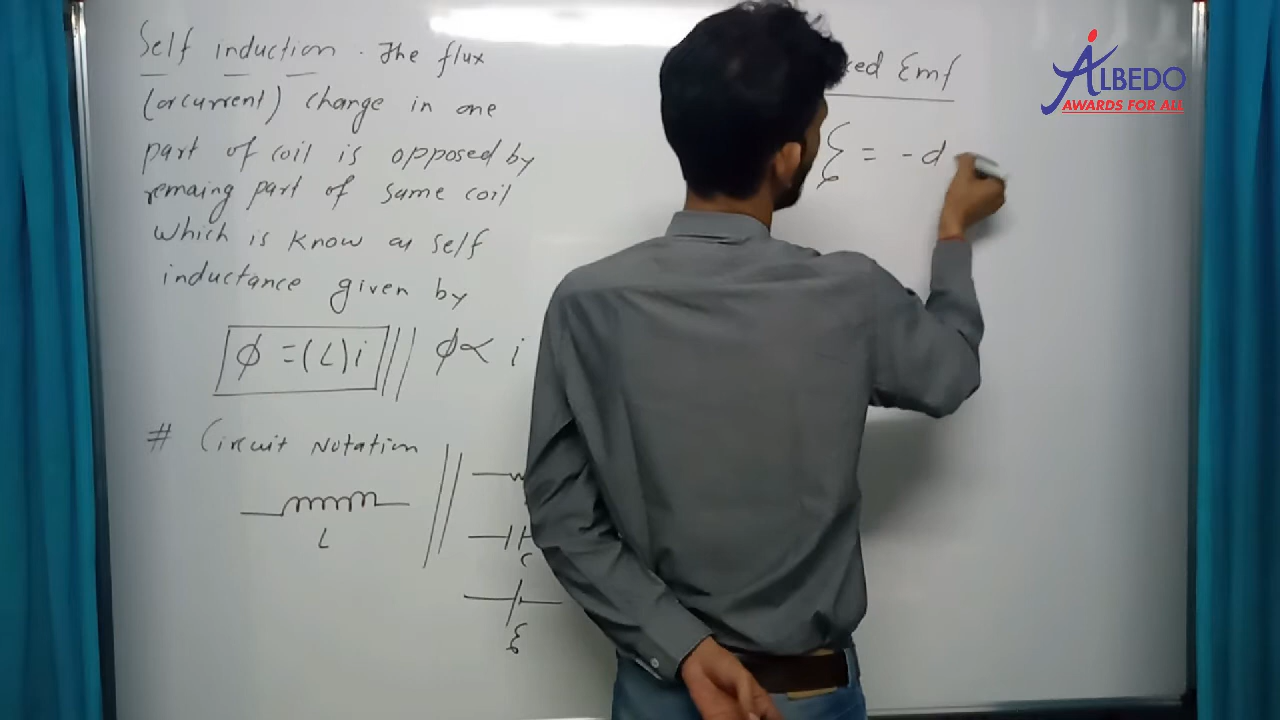 Self induction. The flux
(or current) change in one
part of coil is opposed by
remaing part of same coil
which is know as self
inductance given by
ϕ = (L)i ϕ ∝ i
# Circuit Notation
L
C
ξ
Emf
ξ = -d
ALBEDO
AWARDS FOR ALL